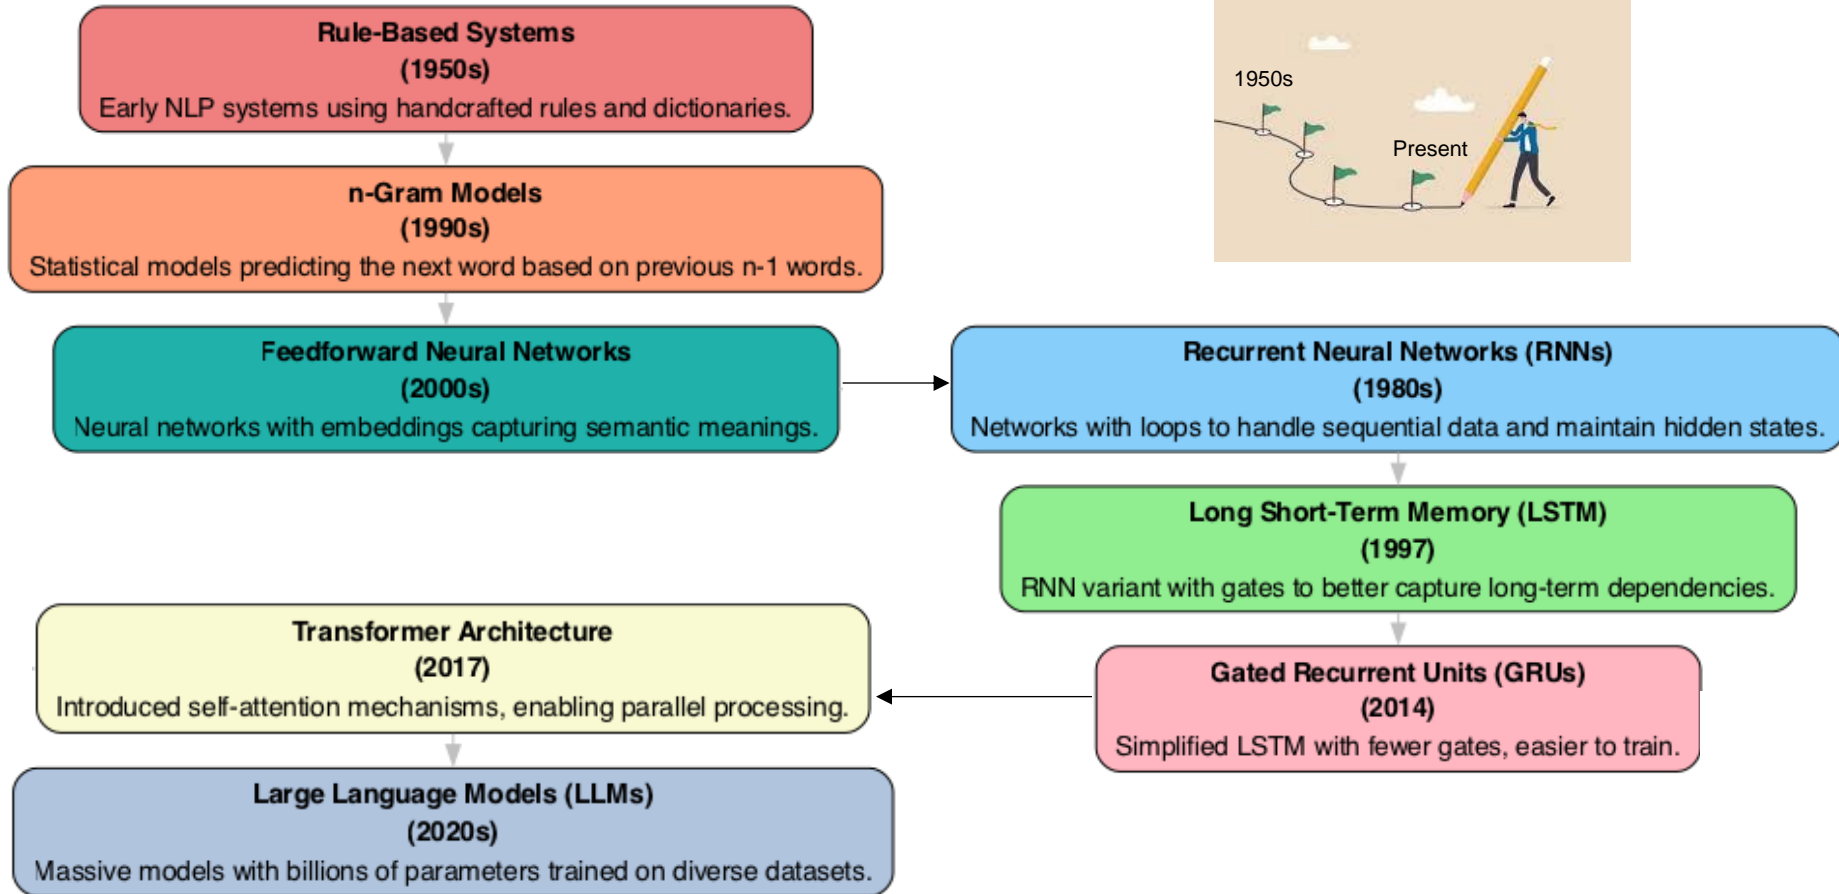 Rule-Based Systems
(1950s)
Early NLP systems using handcrafted rules and dictionaries.
1950s
Present
n-Gram Models
(1990s)
Statistical models predicting the next word based on previous n-1 words.
Feedforward Neural Networks
(2000s)
Neural networks with embeddings capturing semantic meanings.
Recurrent Neural Networks (RNNs)
(1980s)
Networks with loops to handle sequential data and maintain hidden states.
Long Short-Term Memory (LSTM)
(1997)
RNN variant with gates to better capture long-term dependencies.
Gated Recurrent Units (GRUs)
(2014)
Simplified LSTM with fewer gates, easier to train.
Transformer Architecture
(2017)
Introduced self-attention mechanisms, enabling parallel processing.
Large Language Models (LLMs)
(2020s)
Massive models with billions of parameters trained on diverse datasets.